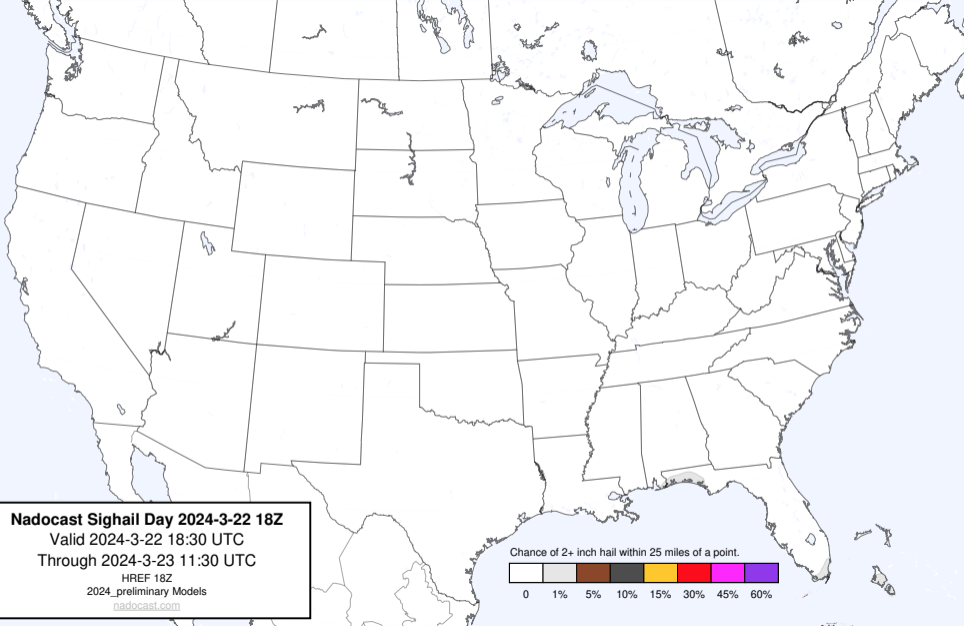 Nadocast Sighail Day 2024-3-22 18Z
Valid 2024-3-22 18:30 UTC
Through 2024-3-23 11:30 UTC
HREF 18Z
2024_preliminary Models
nadocast.com
Chance of 2+ inch hail within 25 miles of a point.
0 1% 5% 10% 15% 30% 45% 60%